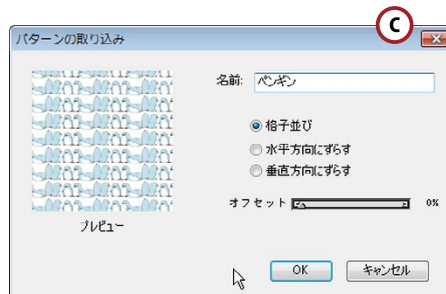 C
パターンの取り込み
名前: ペンギン
格子並び
水平方向にずらす
垂直方向にずらす
オフセット 0%
プレビュー
OK キャンセル